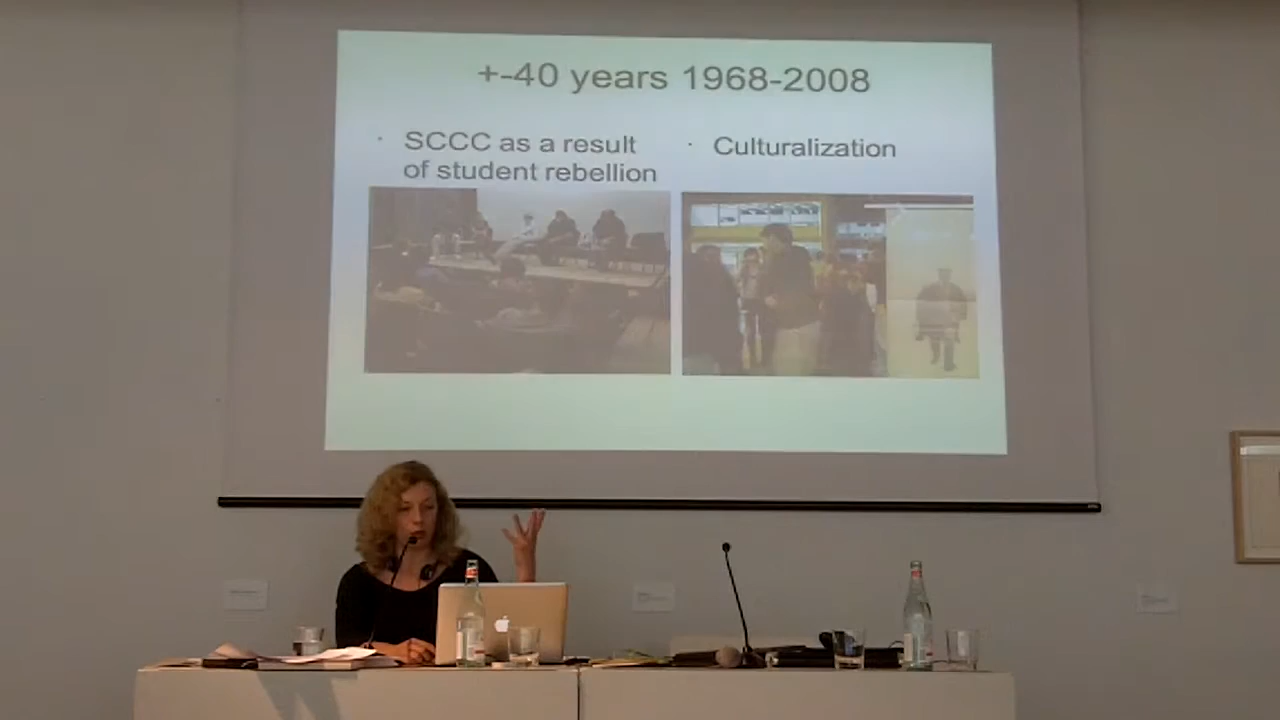 +-40 years 1968-2008
· SCCC as a result
of student rebellion
· Culturalization